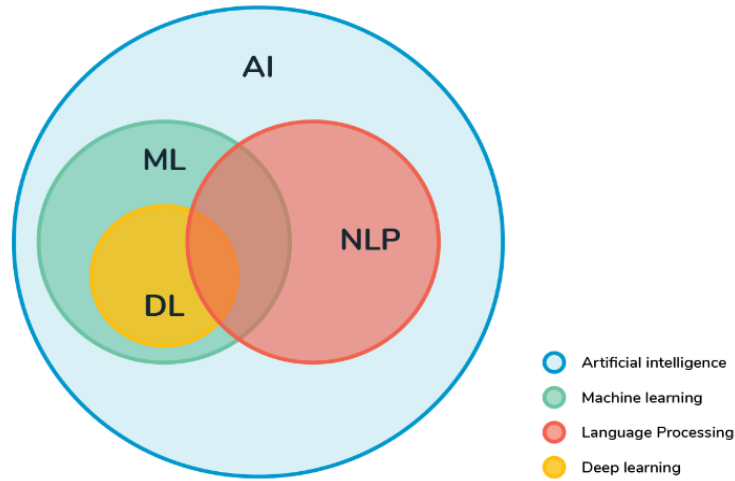 AI
ML
NLP
DL
Artificial intelligence
Machine learning
Language Processing
Deep learning